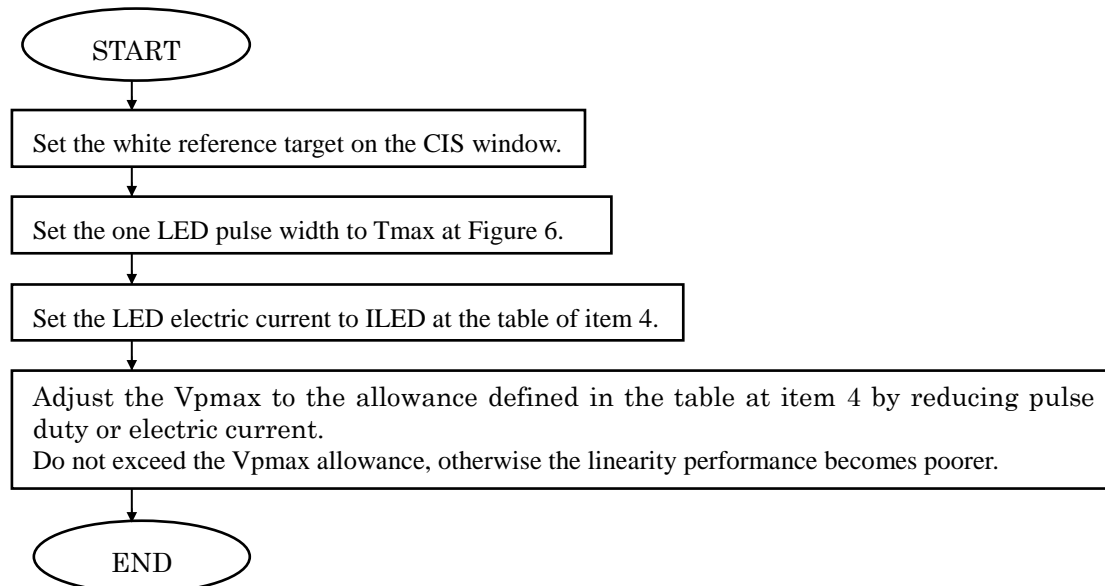 START
Set the white reference target on the CIS window.
Set the one LED pulse width to Tmax at Figure 6.
Set the LED electric current to ILED at the table of item 4.
Adjust the Vpmax to the allowance defined in the table at item 4 by reducing pulse
duty or electric current.
Do not exceed the Vpmax allowance, otherwise the linearity performance becomes poorer.
END